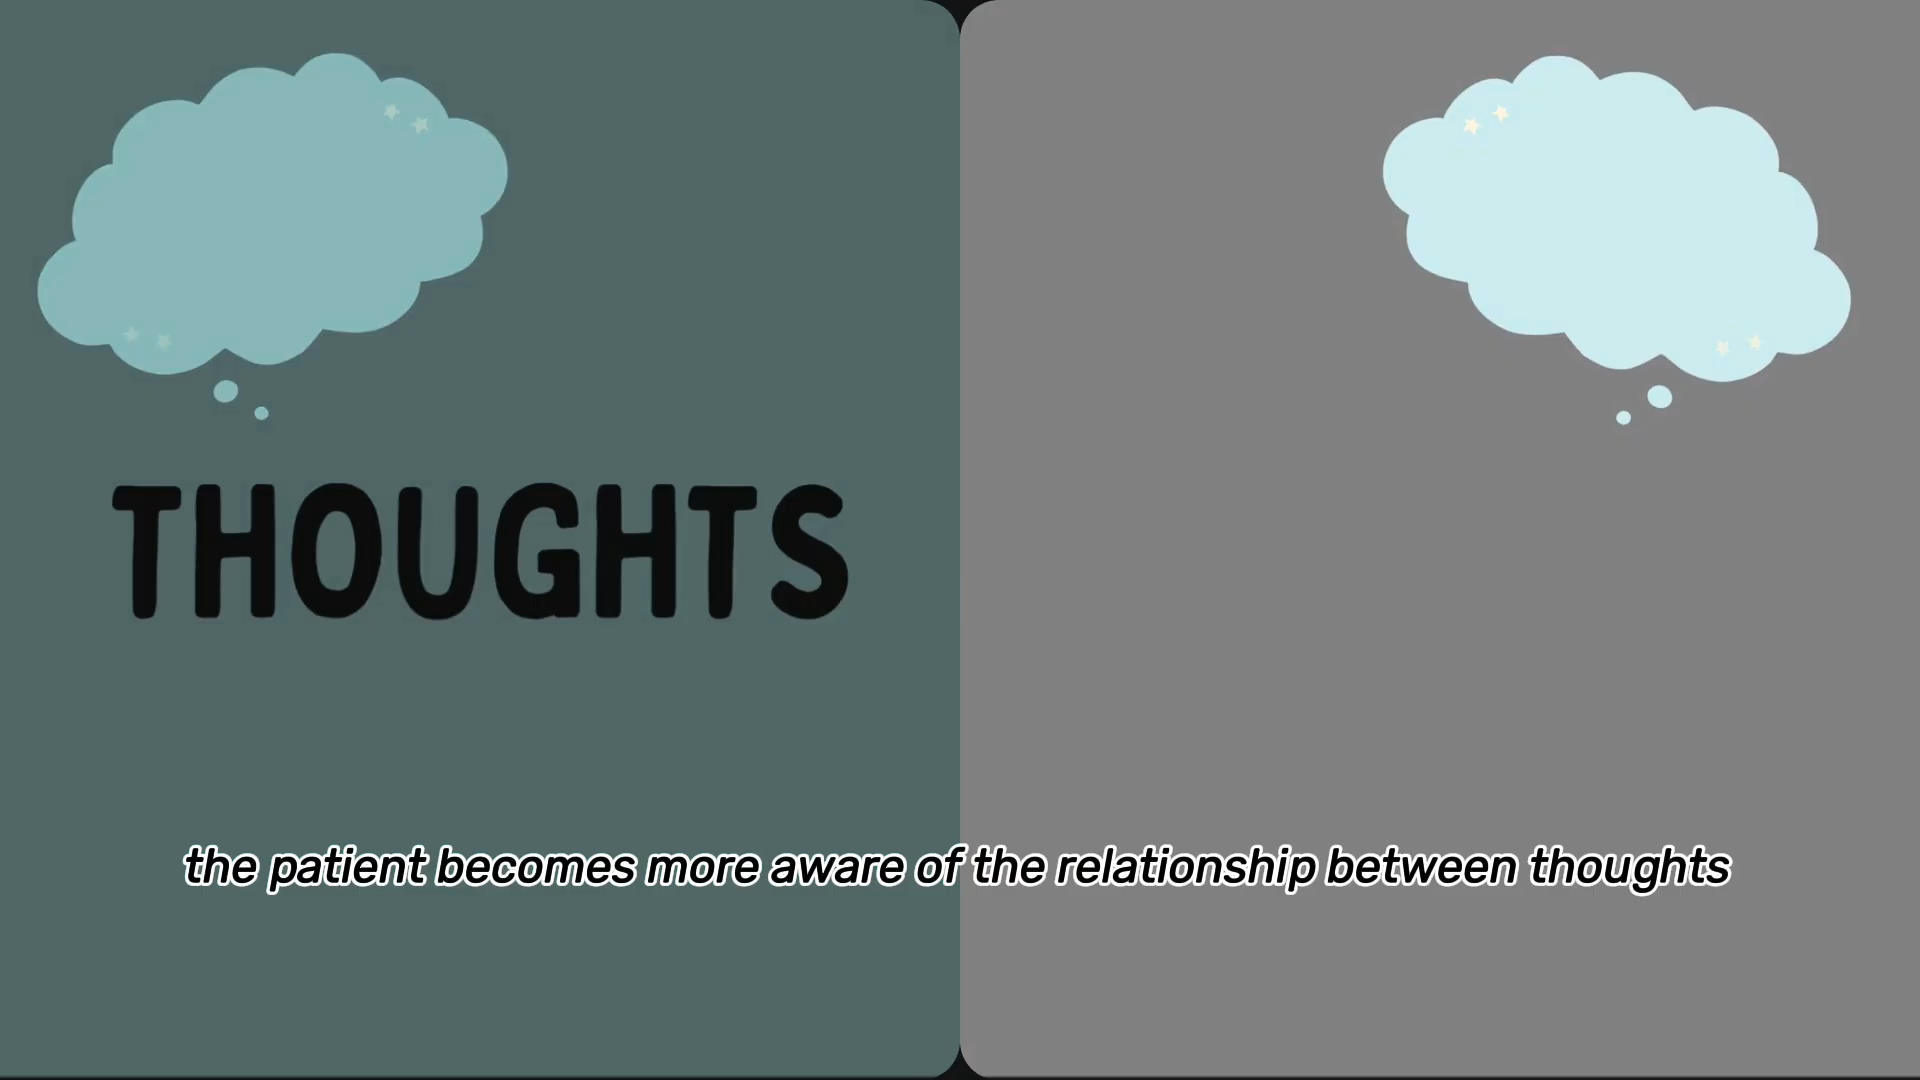 THOUGHTS
the patient becomes more aware of the relationship between thoughts